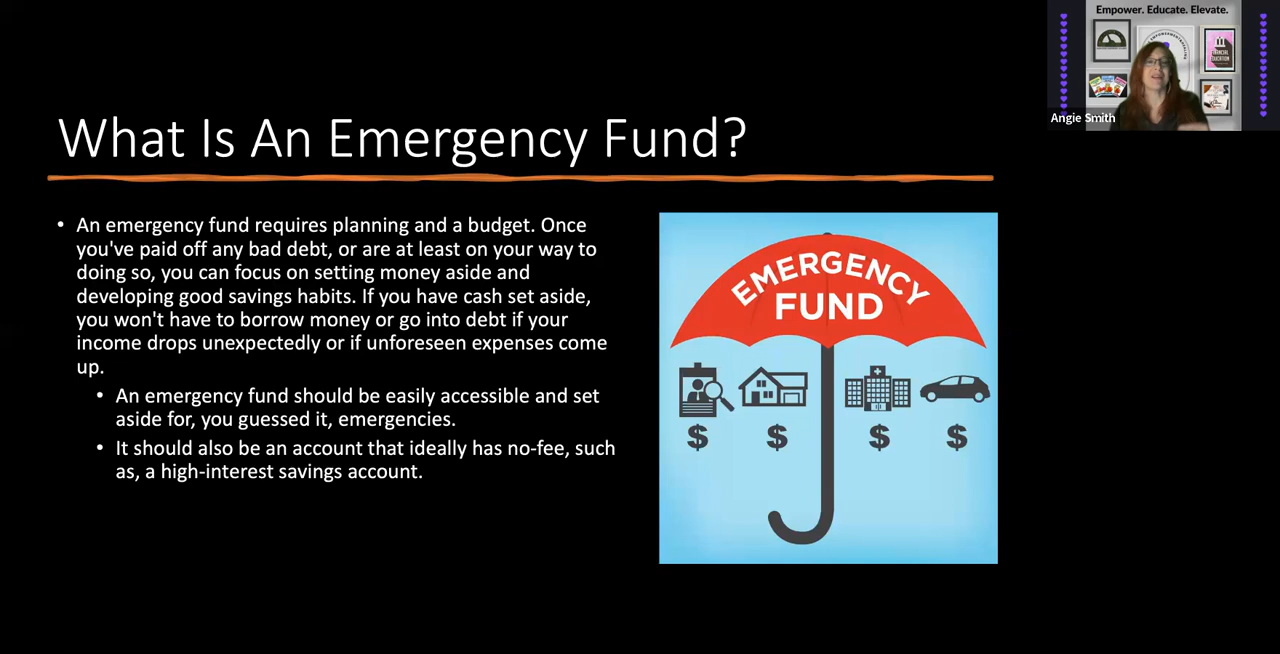 Empower. Educate. Elevate.
Angie Smith
What Is An Emergency Fund?
• An emergency fund requires planning and a budget. Once
you've paid off any bad debt, or are at least on your way to
doing so, you can focus on setting money aside and
developing good savings habits. If you have cash set aside,
you won't have to borrow money or go into debt if your
income drops unexpectedly or if unforeseen expenses come
up.
• An emergency fund should be easily accessible and set
aside for, you guessed it, emergencies.
• It should also be an account that ideally has no-fee, such
as, a high-interest savings account.
EMERGENCY
FUND
$ $ $ $